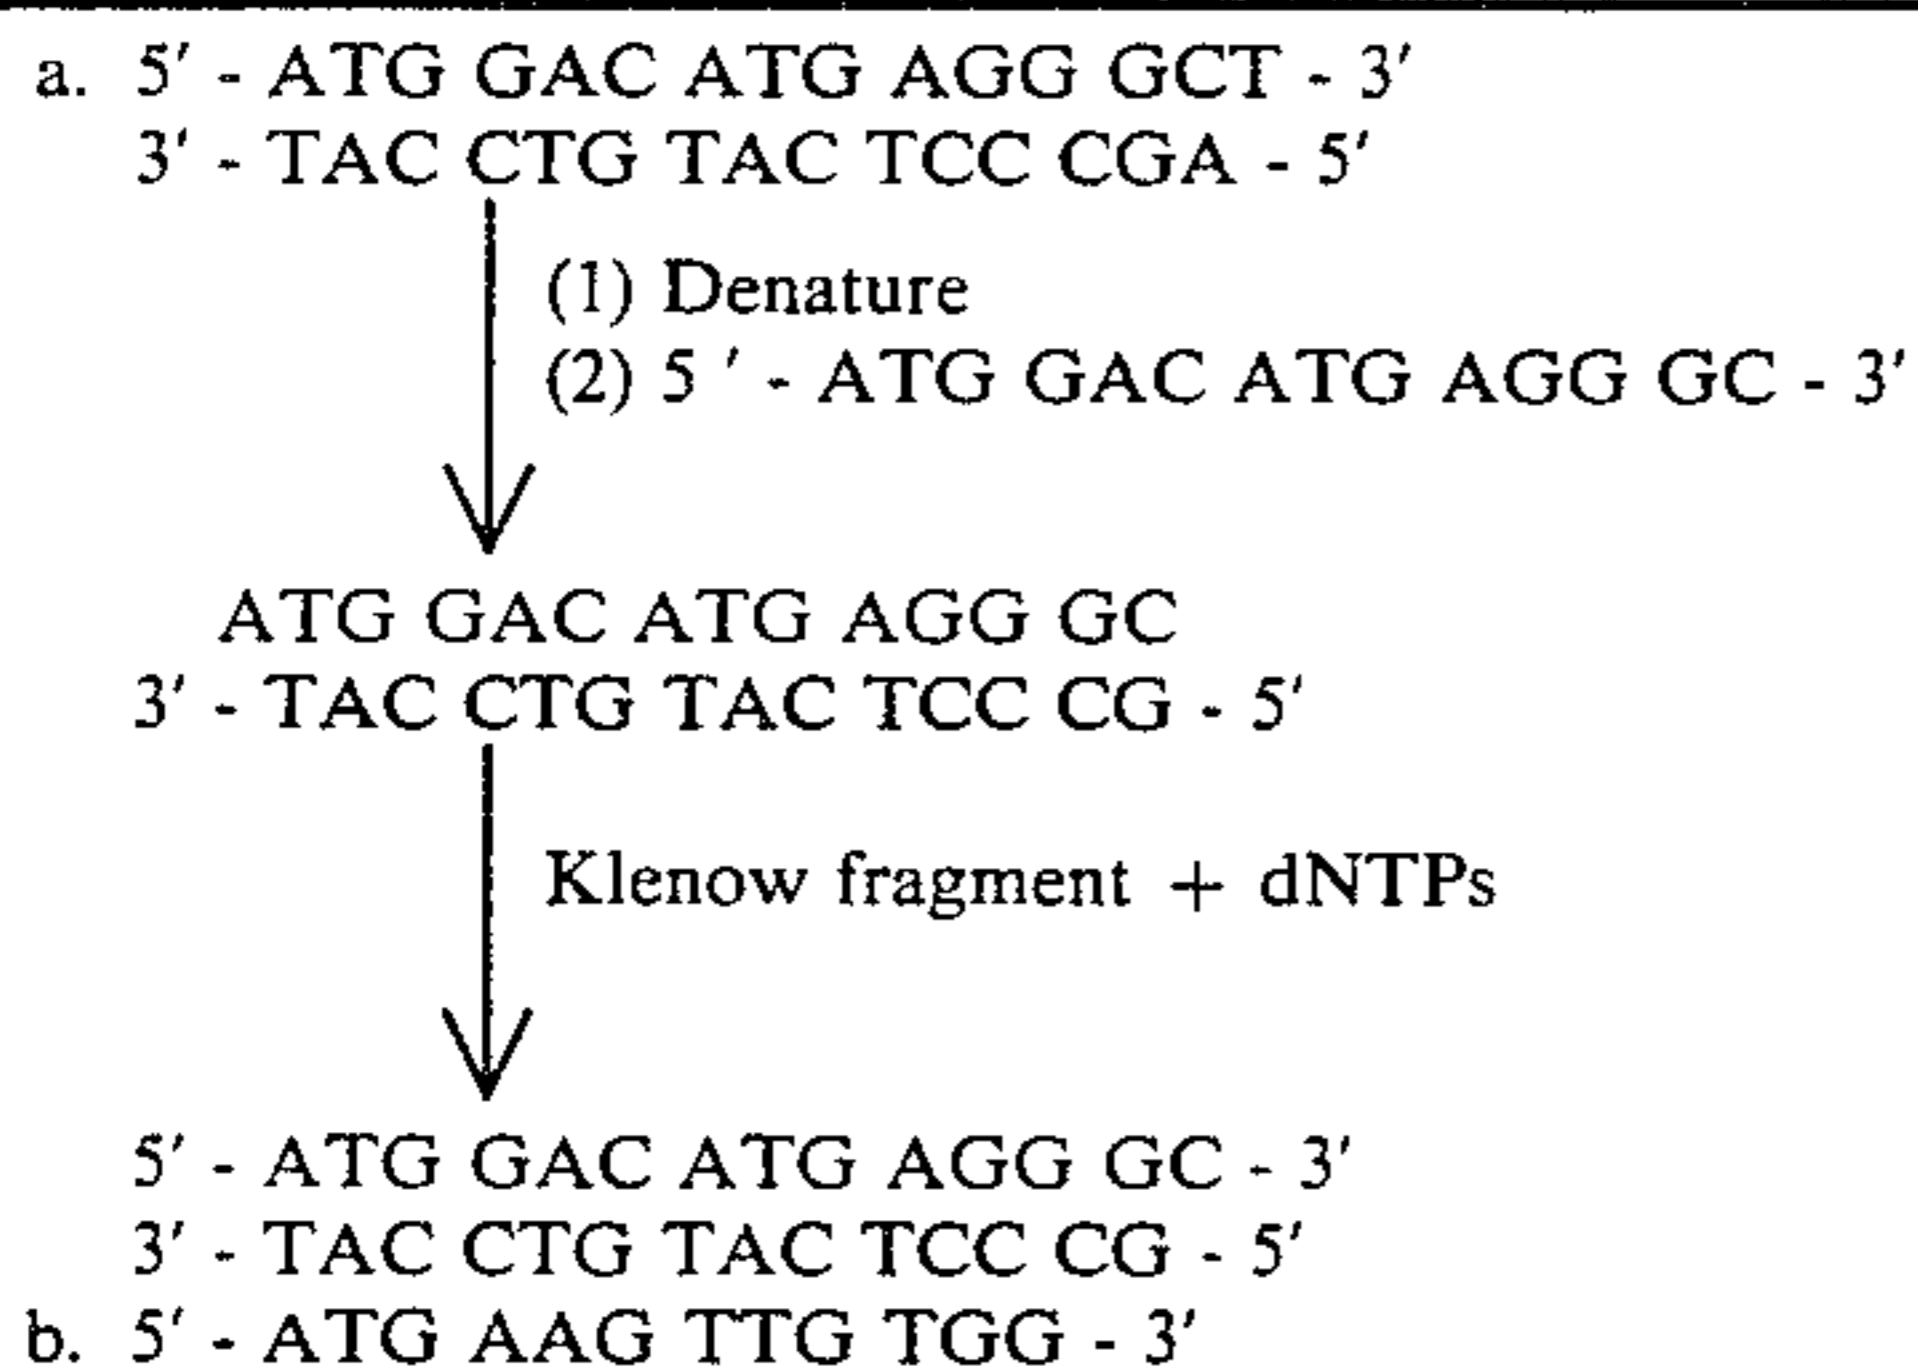 a. 5′ - ATG GAC ATG AGG GCT - 3′
3′ - TAC CTG TAC TCC CGA - 5′
(1) Denature
(2) 5 ′ - ATG GAC ATG AGG GC - 3′
ATG GAC ATG AGG GC
3′ - TAC CTG TAC TCC CG - 5′
Klenow fragment + dNTPs
5′ - ATG GAC ATG AGG GC - 3′
3′ - TAC CTG TAC TCC CG - 5′
b. 5′ - ATG AAG TTG TGG - 3′